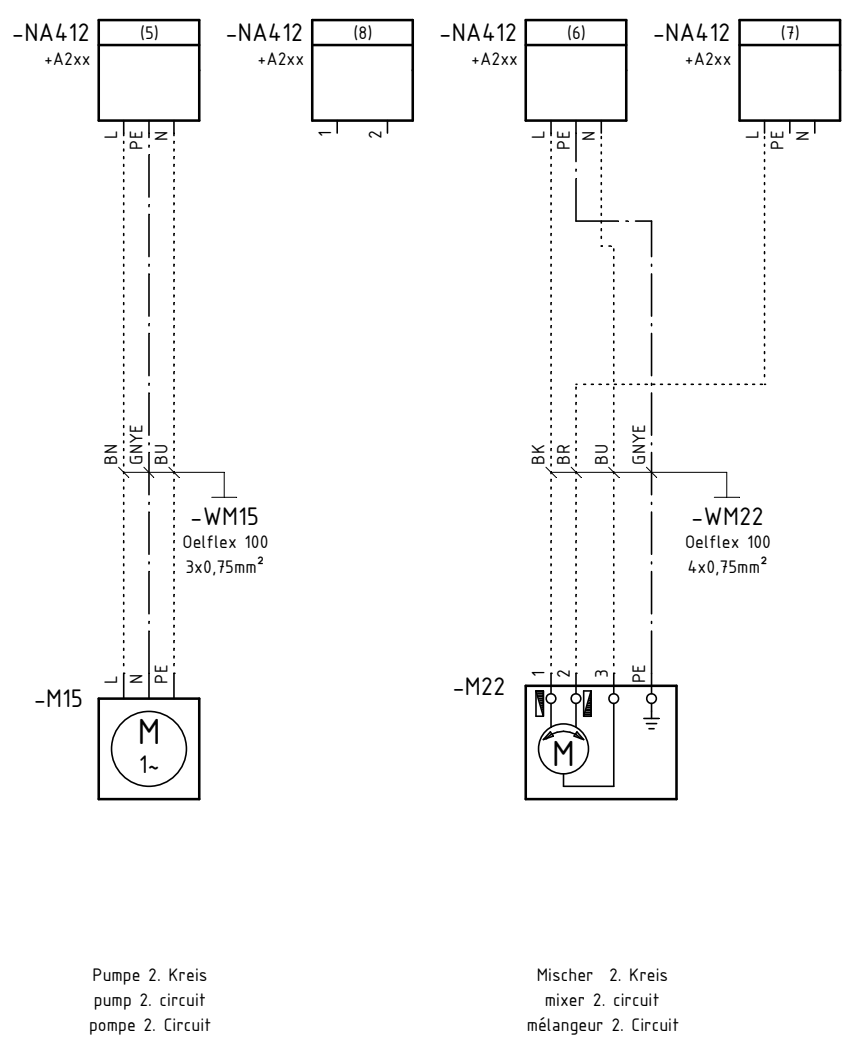 -NA412 (5)
+A2xx
L PE N
-NA412 (8)
+A2xx
1 2
-NA412 (6)
+A2xx
L PE N
-NA412 (7)
+A2xx
L PE N
BN GNYE BU
-WM15
Oelflex 100
3x0,75mm²
BK BR BU GNYE
-WM22
Oelflex 100
4x0,75mm²
L N PE
-M15
M
1~
1 2 3 PE
-M22
M
Pumpe 2. Kreis
pump 2. circuit
pompe 2. Circuit
Mischer 2. Kreis
mixer 2. circuit
mélangeur 2. Circuit